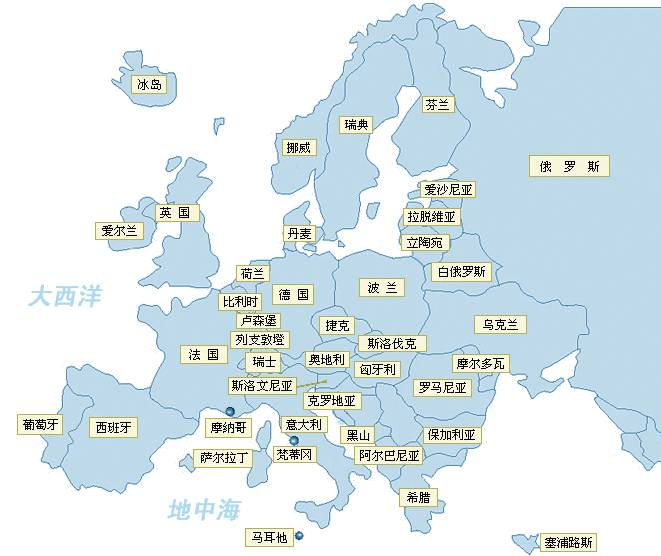 冰岛
芬兰
瑞典
挪威
俄 罗 斯
爱沙尼亚
英 国
拉脱维亚
爱尔兰
丹麦
立陶宛
荷兰
白俄罗斯
波 兰
大西洋
德 国
比利时
卢森堡
捷克
乌克兰
列支敦燈
斯洛伐克
法 国
瑞士
奥地利
摩尔多瓦
匈牙利
斯洛文尼亚
罗马尼亚
克罗地亚
葡萄牙
西班牙
摩纳哥
意大利
黑山
保加利亚
梵蒂冈
萨尔拉丁
阿尔巴尼亚
希腊
地中海
马耳他
塞浦路斯